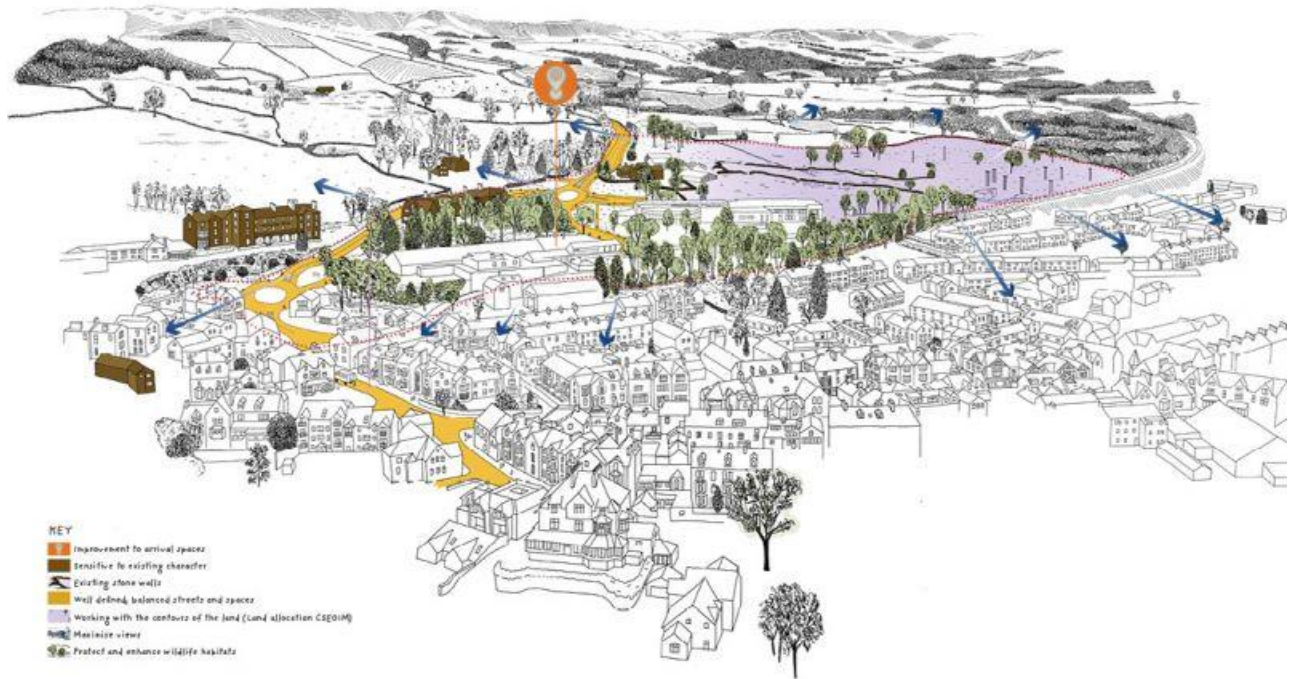 KEY
Improvement to arrival spaces
Sensitive to existing character
Existing stone walls
Well defined, balanced streets and spaces
Working with the contours of the land (Land allocation CSEO1M)
Maximise views
Protect and enhance wildlife habitats